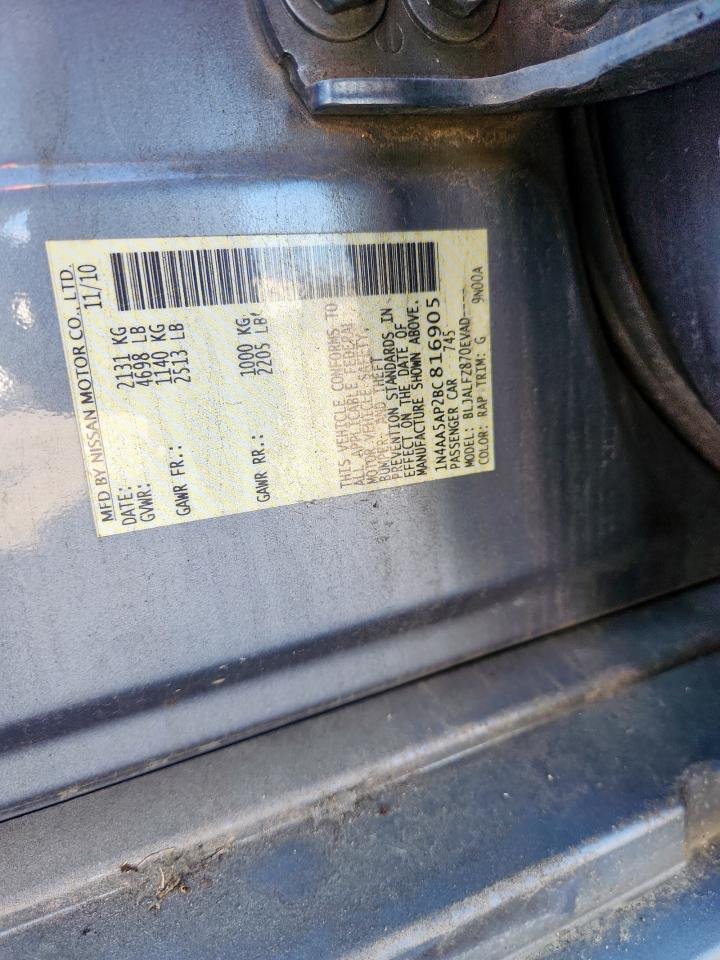 MFD BY NISSAN MOTOR CO., LTD.
DATE: 11/10
GVWR: 2131 KG
4698 LB
GAWR FR.: 1140 KG
2513 LB
GAWR RR.: 1000 KG
2205 LB
THIS VEHICLE CONFORMS TO
ALL APPLICABLE FEDERAL
MOTOR VEHICLE SAFETY,
BUMPER, AND THEFT
PREVENTION STANDARDS IN
EFFECT ON THE DATE OF
MANUFACTURE SHOWN ABOVE.
1N4AA5AP2BC816905
PASSENGER CAR 745
MODEL: BLJALFZ870EVAD----
COLOR: RAP TRIM: G 9N00A